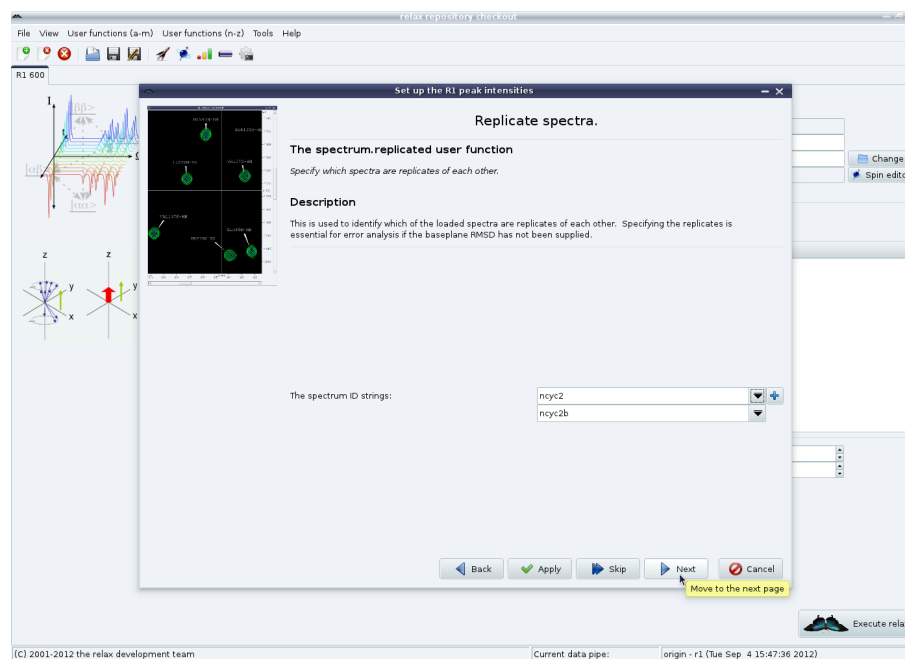 relax repository checkout
File View User functions (a-m) User functions (n-z) Tools Help
R1 600
Set up the R1 peak intensities
Replicate spectra.
The spectrum.replicated user function
Specify which spectra are replicates of each other.
Description
This is used to identify which of the loaded spectra are replicates of each other. Specifying the replicates is
essential for error analysis if the baseplane RMSD has not been supplied.
Change
Spin edito
I
|ββ>
|αβ
|αα>
z z
y y
x x
The spectrum ID strings:
ncyc2
ncyc2b
Back Apply Skip Next Cancel
Move to the next page
Execute rela
(C) 2001-2012 the relax development team
Current data pipe:
origin - r1 (Tue Sep 4 15:47:36 2012)